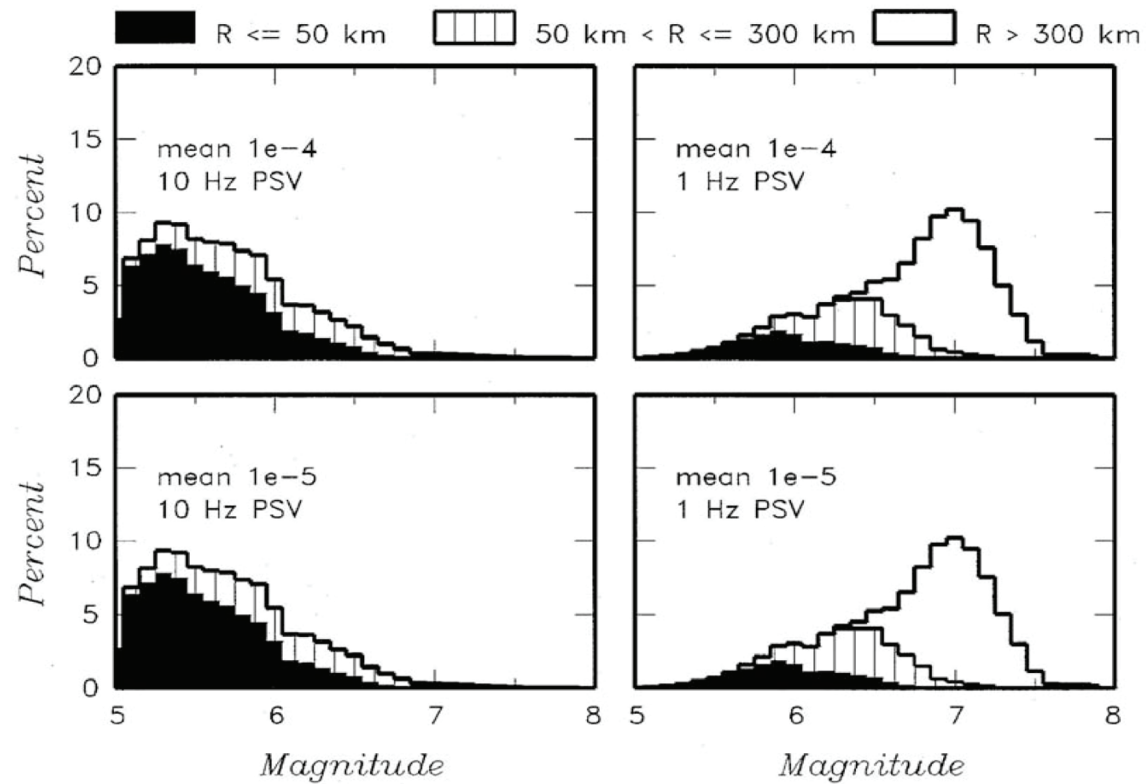 R <= 50 km 50 km < R <= 300 km R > 300 km
20
15
10
5
0
Percent
mean 1e-4
10 Hz PSV
mean 1e-4
1 Hz PSV
20
15
10
5
0
Percent
mean 1e-5
10 Hz PSV
mean 1e-5
1 Hz PSV
5 6 7 8 5 6 7 8
Magnitude Magnitude